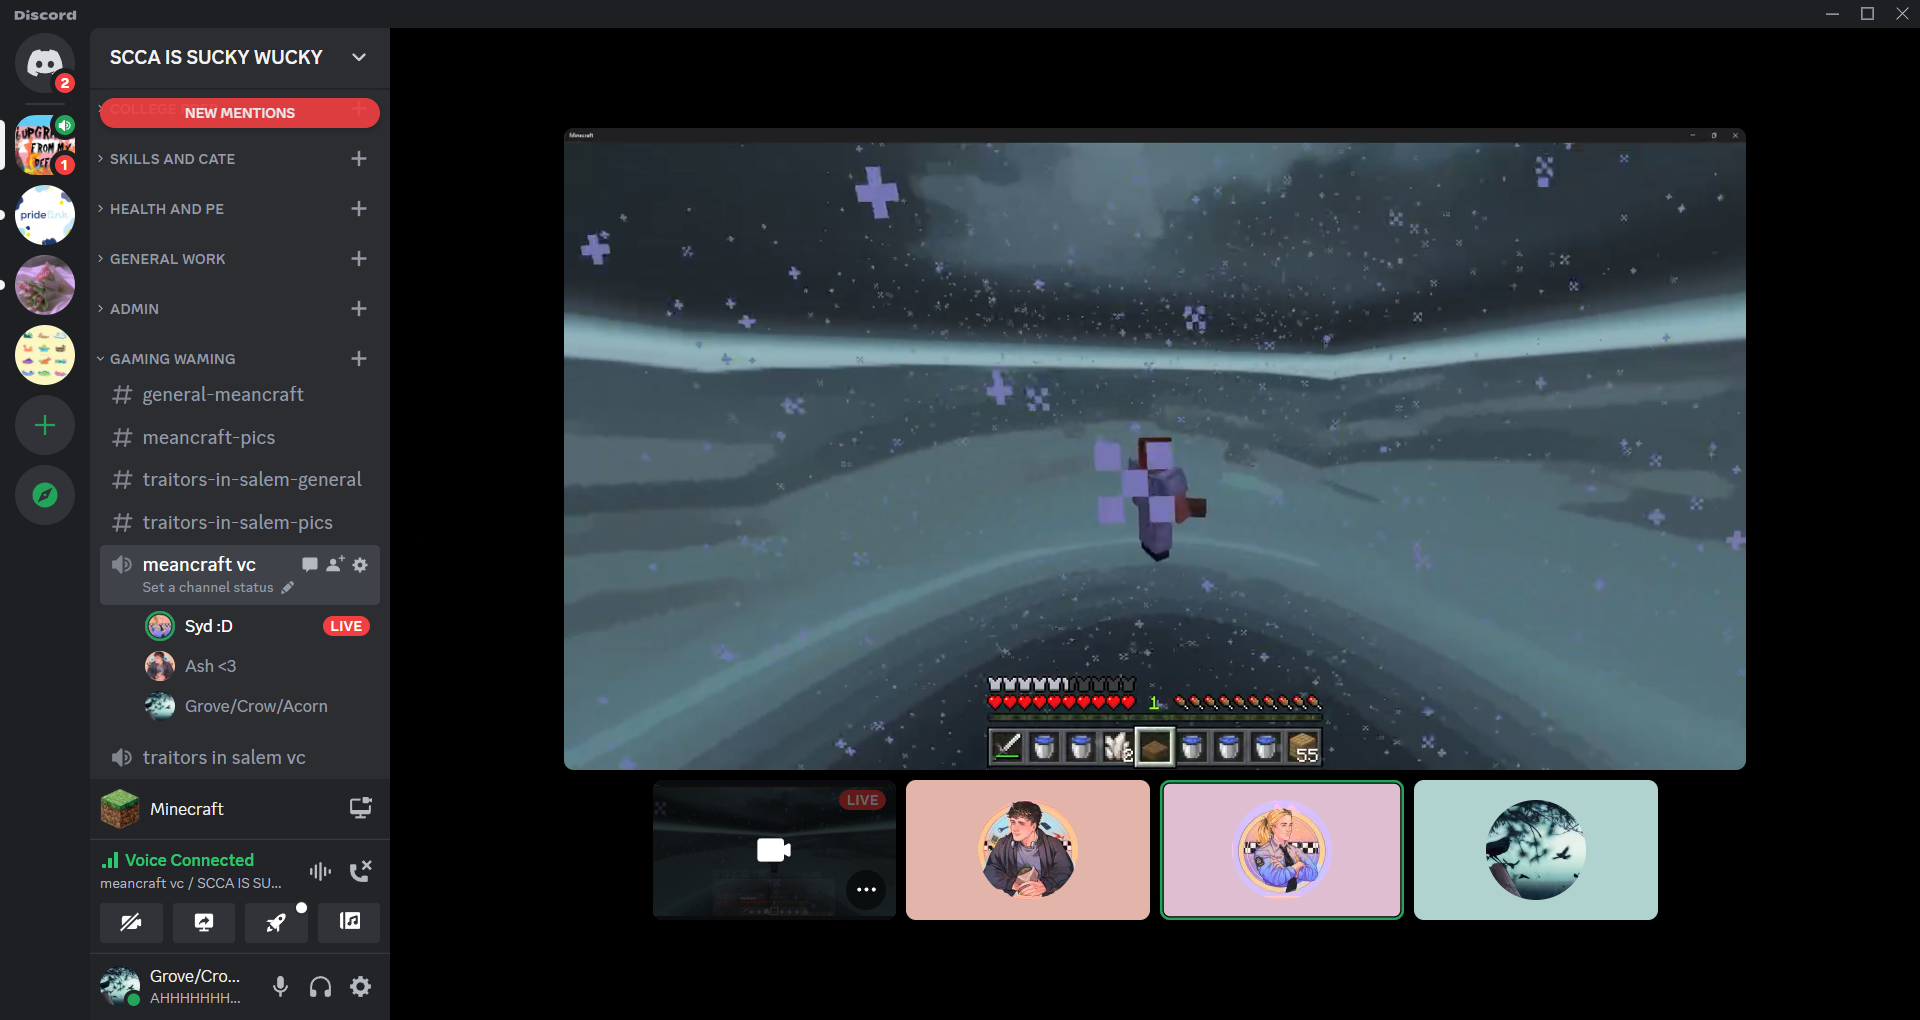 Discord
SCCA IS SUCKY WUCKY
2
NEW MENTIONS
1
pride
SKILLS AND CATE
HEALTH AND PE
GENERAL WORK
ADMIN
GAMING WAMING
general-meancraft
meancraft-pics
traitors-in-salem-general
traitors-in-salem-pics
meancraft vc
Set a channel status
Syd :D
LIVE
Ash <3
Grove/Crow/Acorn
traitors in salem vc
Minecraft
Voice Connected
meancraft vc / SCCA IS SU...
Grove/Cro...
AHHHHHHH...
Minecraft
1
2
55
LIVE